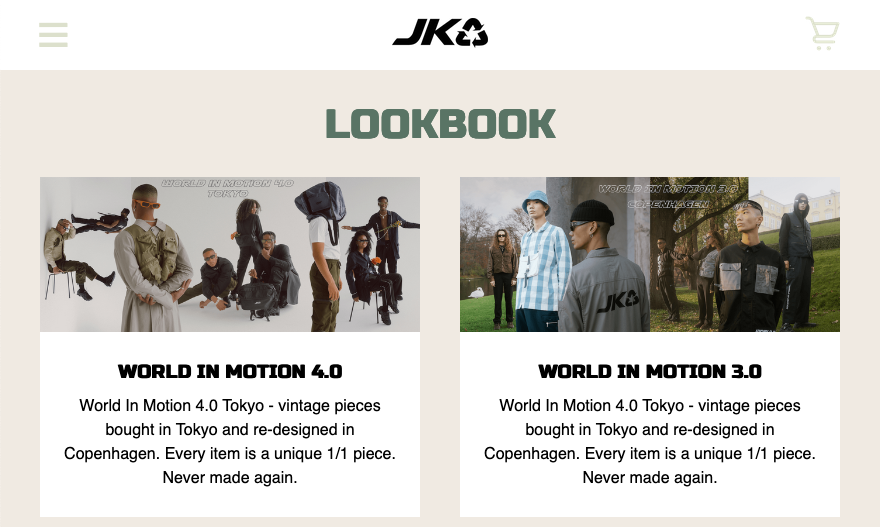 JK
LOOKBOOK
WORLD IN MOTION 4.0
TOKYO
WORLD IN MOTION 3.0
COPENHAGEN
JK
WORLD IN MOTION 4.0
World In Motion 4.0 Tokyo - vintage pieces
bought in Tokyo and re-designed in
Copenhagen. Every item is a unique 1/1 piece.
Never made again.
WORLD IN MOTION 3.0
World In Motion 4.0 Tokyo - vintage pieces
bought in Tokyo and re-designed in
Copenhagen. Every item is a unique 1/1 piece.
Never made again.